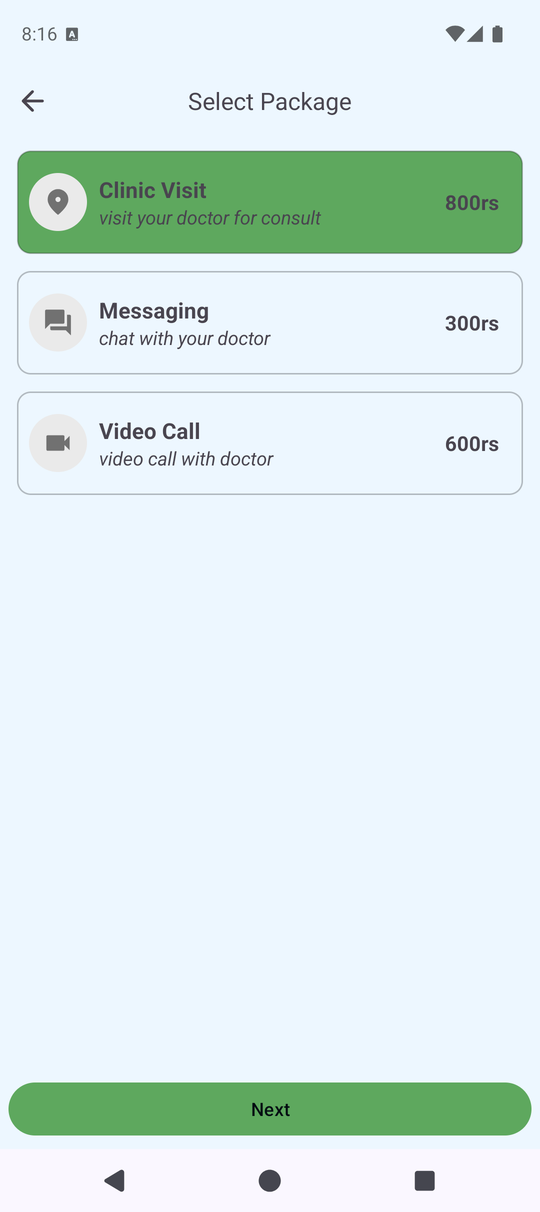 8:16
Select Package
Clinic Visit
visit your doctor for consult
800rs
Messaging
chat with your doctor
300rs
Video Call
video call with doctor
600rs
Next